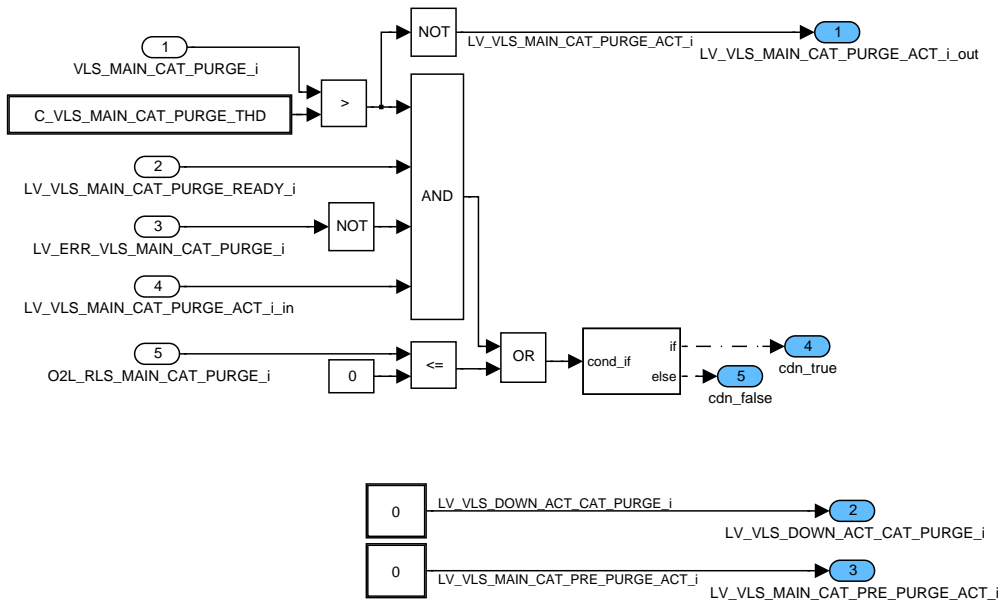 NOT
LV_VLS_MAIN_CAT_PURGE_ACT_i
1
LV_VLS_MAIN_CAT_PURGE_ACT_i_out
1
VLS_MAIN_CAT_PURGE_i
C_VLS_MAIN_CAT_PURGE_THD
>
2
LV_VLS_MAIN_CAT_PURGE_READY_i
AND
3
LV_ERR_VLS_MAIN_CAT_PURGE_i
NOT
4
LV_VLS_MAIN_CAT_PURGE_ACT_i_in
5
O2L_RLS_MAIN_CAT_PURGE_i
0
<=
OR
cond_if
if
else
4
cdn_true
5
cdn_false
0
LV_VLS_DOWN_ACT_CAT_PURGE_i
2
LV_VLS_DOWN_ACT_CAT_PURGE_i
0
LV_VLS_MAIN_CAT_PRE_PURGE_ACT_i
3
LV_VLS_MAIN_CAT_PRE_PURGE_ACT_i